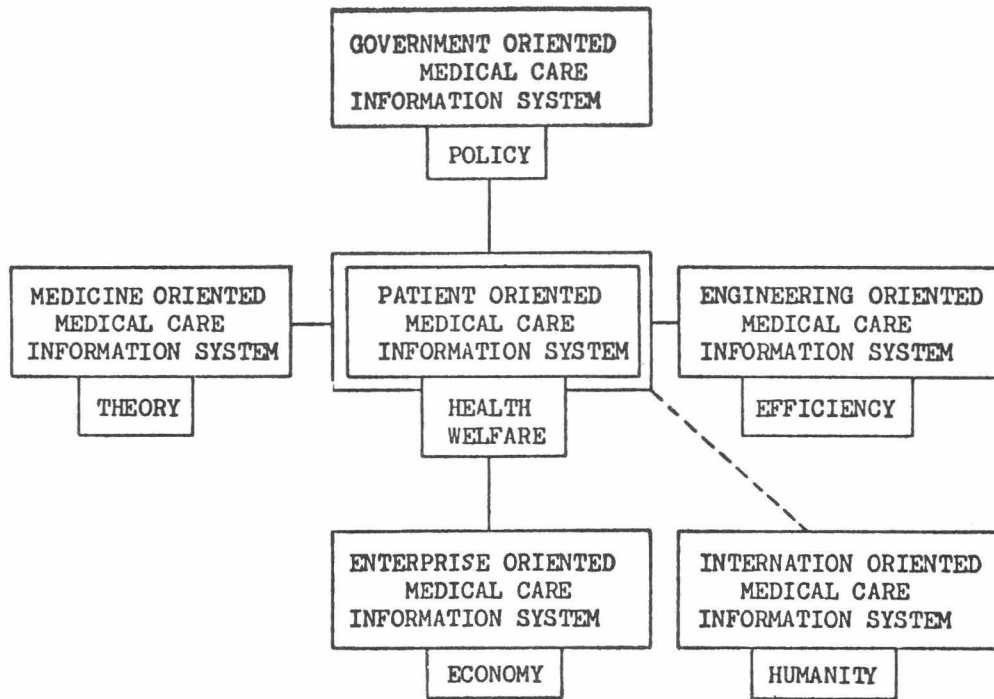 GOVERNMENT ORIENTED
MEDICAL CARE
INFORMATION SYSTEM
POLICY
MEDICINE ORIENTED
MEDICAL CARE
INFORMATION SYSTEM
THEORY
PATIENT ORIENTED
MEDICAL CARE
INFORMATION SYSTEM
HEALTH
WELFARE
ENGINEERING ORIENTED
MEDICAL CARE
INFORMATION SYSTEM
EFFICIENCY
ENTERPRISE ORIENTED
MEDICAL CARE
INFORMATION SYSTEM
ECONOMY
INTERNATION ORIENTED
MEDICAL CARE
INFORMATION SYSTEM
HUMANITY